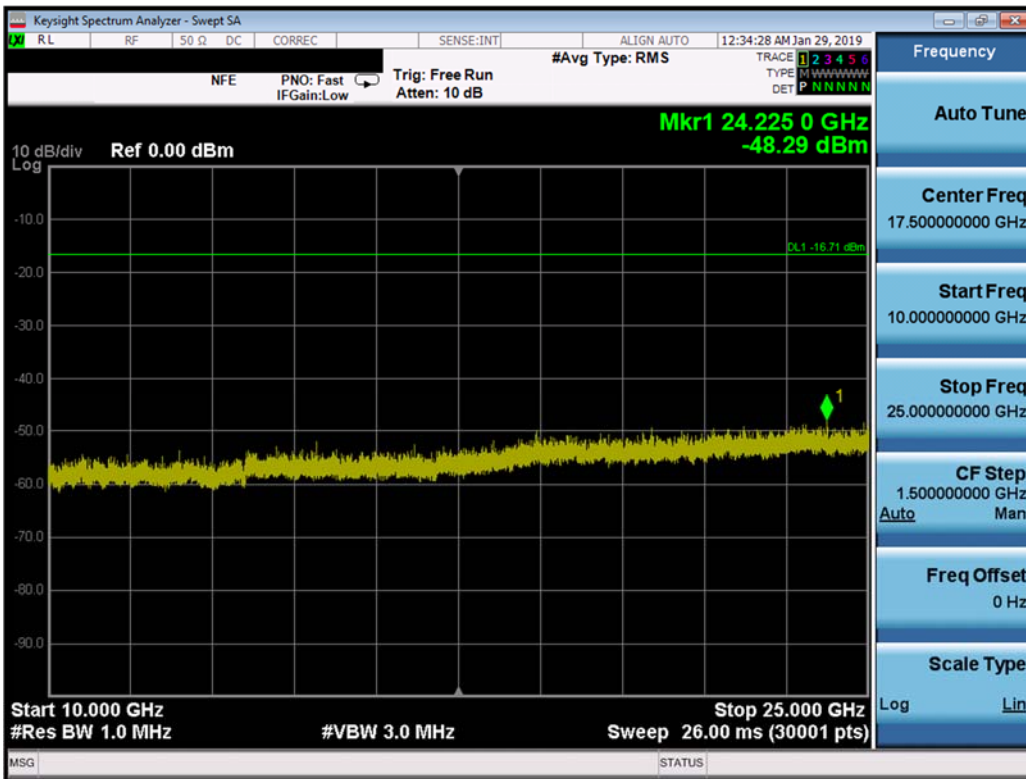 Keysight Spectrum Analyzer - Swept SA
LXI RL RF 50 Ω DC CORREC SENSE:INT ALIGN AUTO 12:34:28 AM Jan 29, 2019
#Avg Type: RMS TRACE 1 2 3 4 5 6
NFE PNO: Fast Trig: Free Run TYPE M WWWWW
IFGain:Low Atten: 10 dB DET P N N N N N
Mkr1 24.225 0 GHz
10 dB/div Ref 0.00 dBm -48.29 dBm
Log
-10.0
DL1 -16.71 dBm
-20.0
-30.0
-40.0
1
-50.0
-60.0
-70.0
-80.0
-90.0
Start 10.000 GHz Stop 25.000 GHz
#Res BW 1.0 MHz #VBW 3.0 MHz Sweep 26.00 ms (30001 pts)
MSG STATUS
Frequency
Auto Tune
Center Freq
17.500000000 GHz
Start Freq
10.000000000 GHz
Stop Freq
25.000000000 GHz
CF Step
1.500000000 GHz
Auto Man
Freq Offset
0 Hz
Scale Type
Log Lin